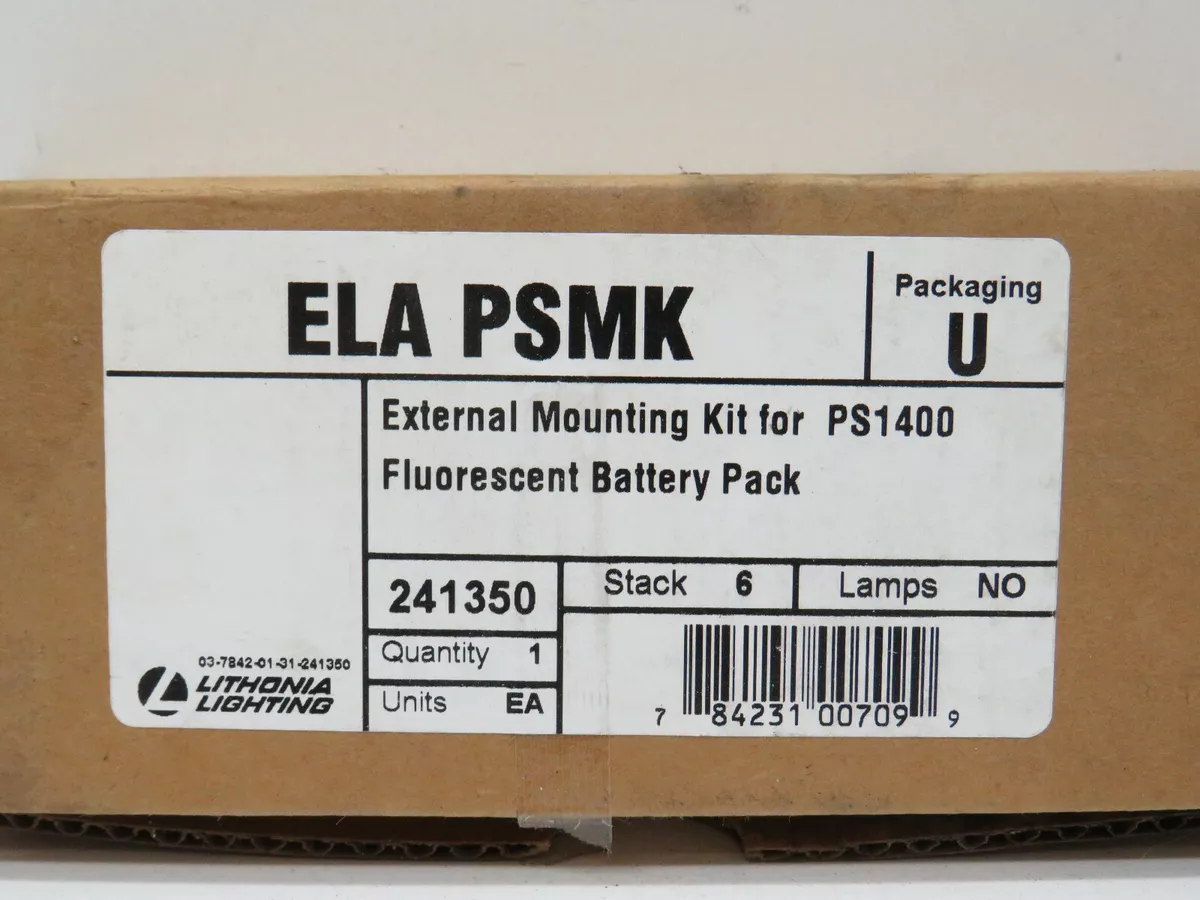 ELA PSMK
Packaging
U
External Mounting Kit for PS1400
Fluorescent Battery Pack
241350
Stack 6
Lamps NO
Quantity 1
Units EA
03-7842-01-31-241350
LITHONIA
LIGHTING
7 84231 00709 9